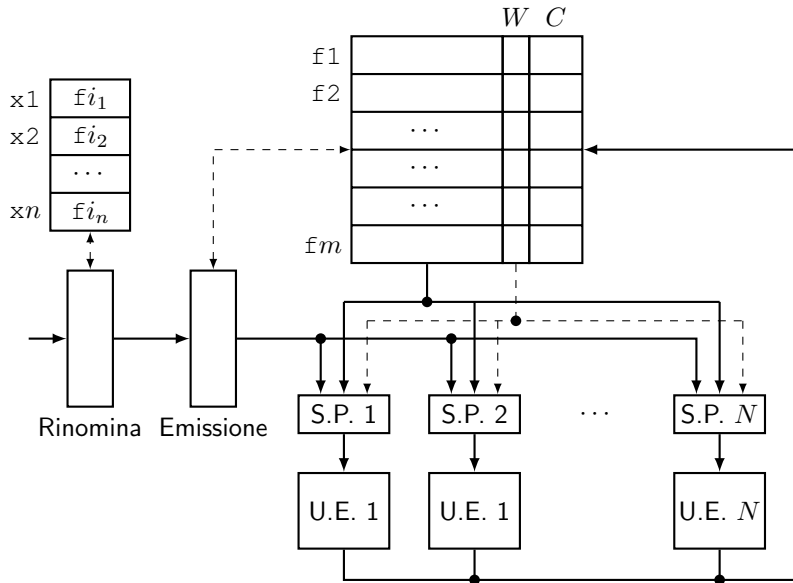 W C
f1
x1 fi₁
f2
x2 fi₂
⋯
⋯
⋯
xn fiₙ
⋯
fm
Rinomina Emissione
S.P. 1 S.P. 2 ⋯ S.P. N
U.E. 1 U.E. 1 U.E. N